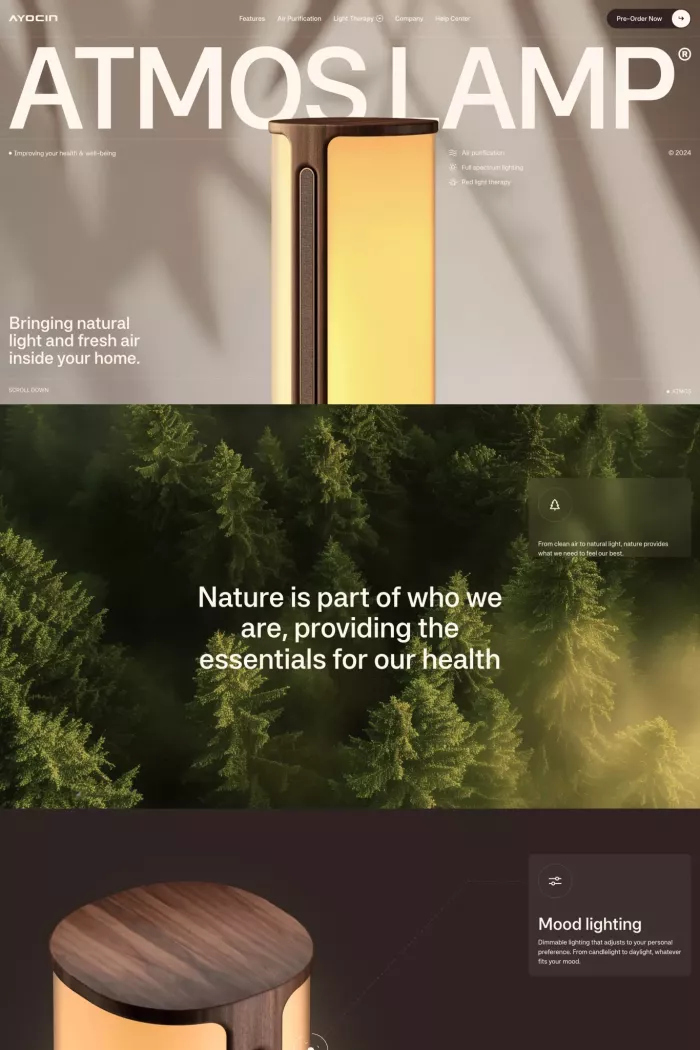 AYOCIN
Features Air Purification Light Therapy Company Help Center
Pre-Order Now
ATMOS LAMP®
Improving your health & well-being
Air purification
Full spectrum lighting
Red light therapy
© 2024
Bringing natural
light and fresh air
inside your home.
SCROLL DOWN
ATMOS
From clean air to natural light, nature provides
what we need to feel our best.
Nature is part of who we
are, providing the
essentials for our health
Mood lighting
Dimmable lighting that adjusts to your personal
preference. From candlelight to daylight, whatever
fits your mood.